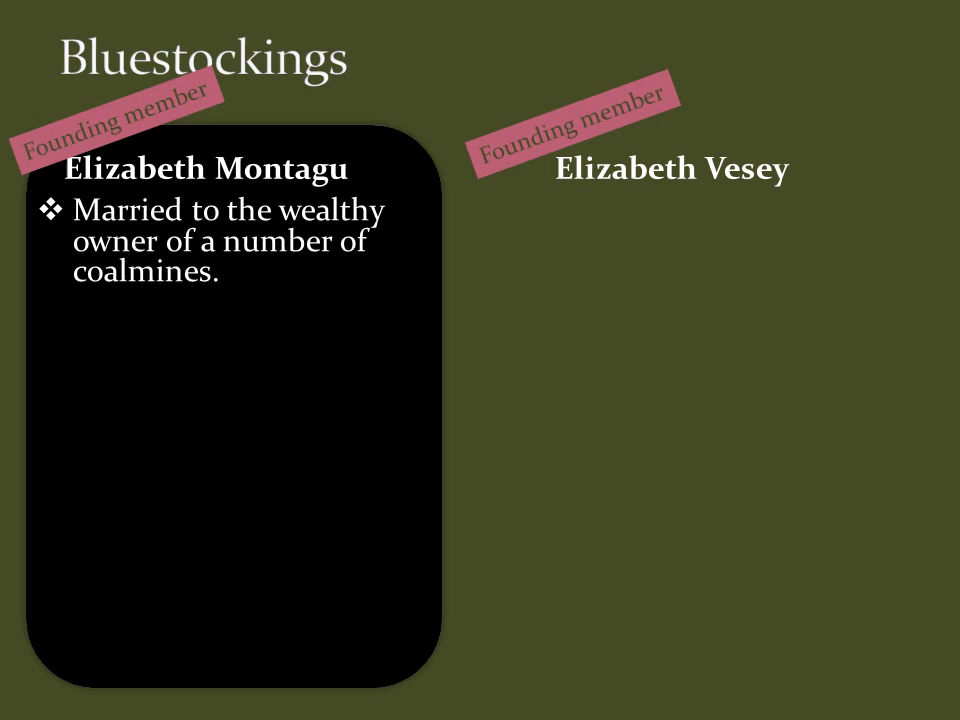 Bluestockings
Founding member
Elizabeth Montagu
❖ Married to the wealthy
owner of a number of
coalmines.
Founding member
Elizabeth Vesey